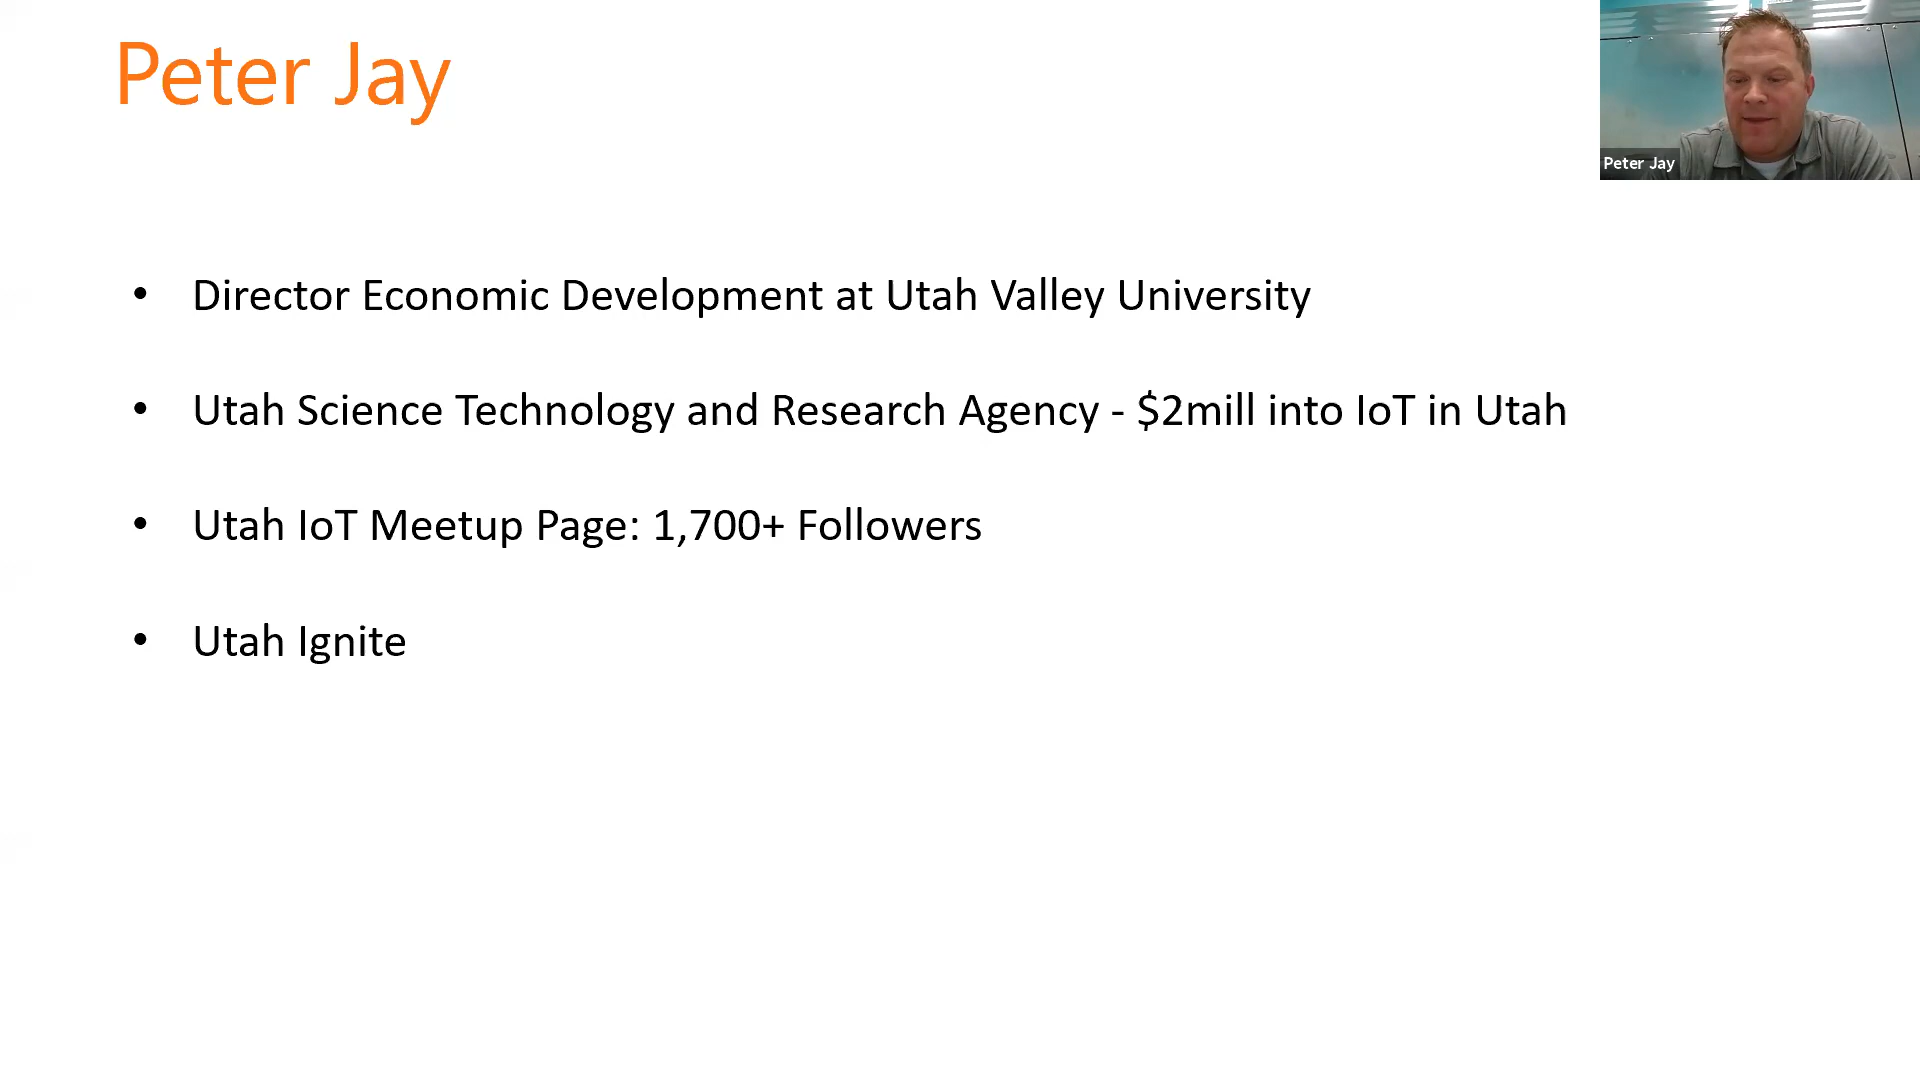 Peter Jay
Peter Jay
• Director Economic Development at Utah Valley University
• Utah Science Technology and Research Agency - $2mill into IoT in Utah
• Utah IoT Meetup Page: 1,700+ Followers
• Utah Ignite